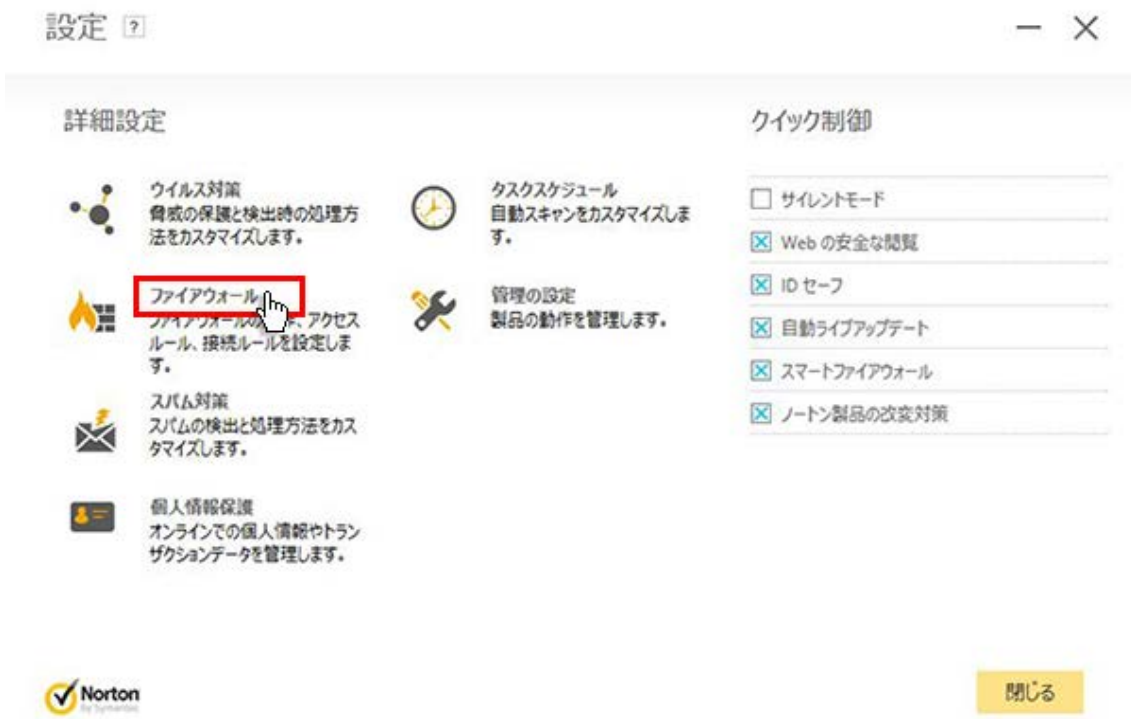 設定 ?
詳細設定
ウイルス対策
脅威の保護と検出時の処理方
法をカスタマイズします。
ファイアウォール
ファイアウォールの 、アクセス
ルール、接続ルールを設定しま
す。
スパム対策
スパムの検出と処理方法をカス
タマイズします。
個人情報保護
オンラインでの個人情報やトラン
ザクションデータを管理します。
タスクスケジュール
自動スキャンをカスタマイズしま
す。
管理の設定
製品の動作を管理します。
クイック制御
サイレントモード
Web の安全な閲覧
ID セーフ
自動ライブアップデート
スマートファイアウォール
ノートン製品の改変対策
Norton
by Symantec
閉じる